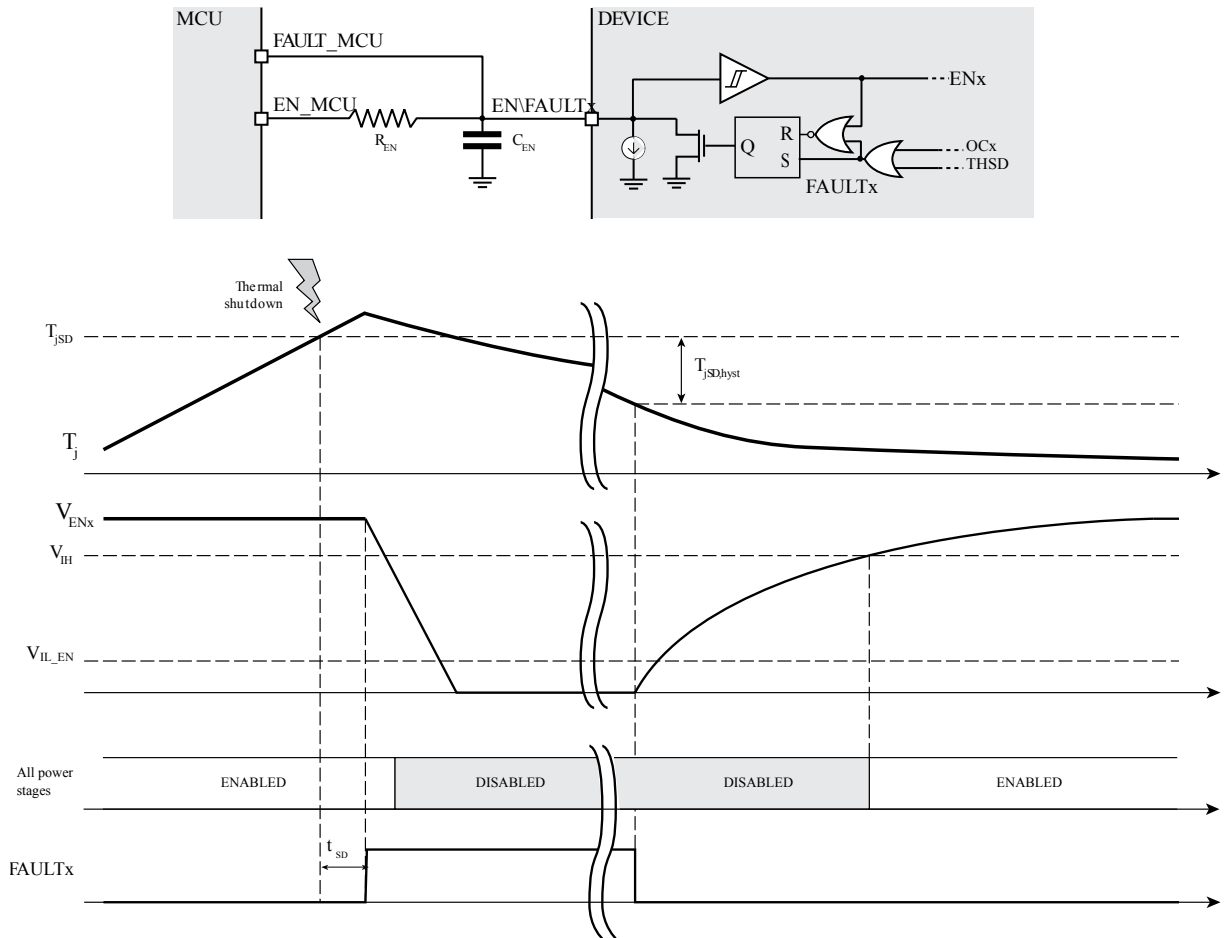 MCU
DEVICE
FAULT_MCU
EN_MCU
EN\FAULTx
ENx
R_EN
C_EN
Q
R
S
OCx
THSD
FAULTx
Thermal
shutdown
T_jSD
T_jSD,hyst
T_j
V_ENx
V_IH
V_IL_EN
All power
stages
ENABLED
DISABLED
DISABLED
ENABLED
t_SD
FAULTx